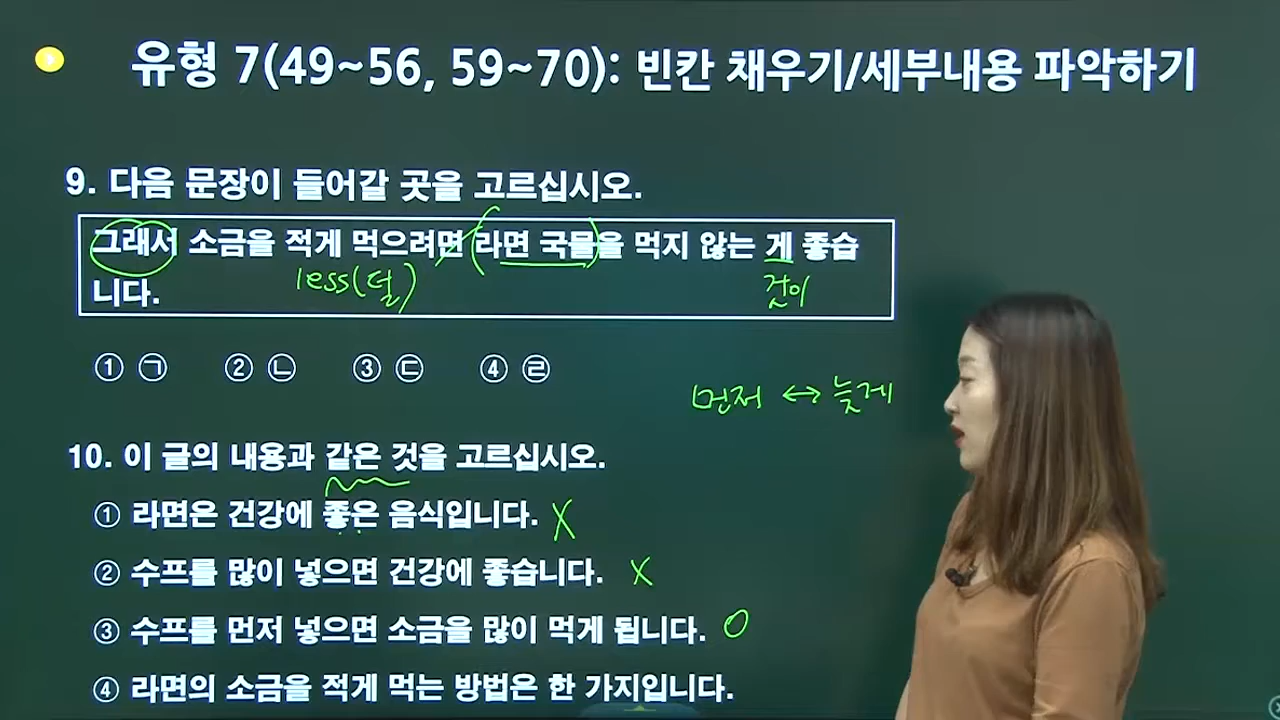 유형 7(49~56, 59~70): 빈칸 채우기/세부내용 파악하기
9. 다음 문장이 들어갈 곳을 고르십시오.
그래서 소금을 적게 먹으려면 라면 국물을 먹지 않는 게 좋습
less(덜) 것이
니다.
① ㉠ ② ㉡ ③ ㉢ ④ ㉣
먼저 ↔ 늦게
10. 이 글의 내용과 같은 것을 고르십시오.
① 라면은 건강에 좋은 음식입니다. X
② 수프를 많이 넣으면 건강에 좋습니다. X
③ 수프를 먼저 넣으면 소금을 많이 먹게 됩니다. O
④ 라면의 소금을 적게 먹는 방법은 한 가지입니다.